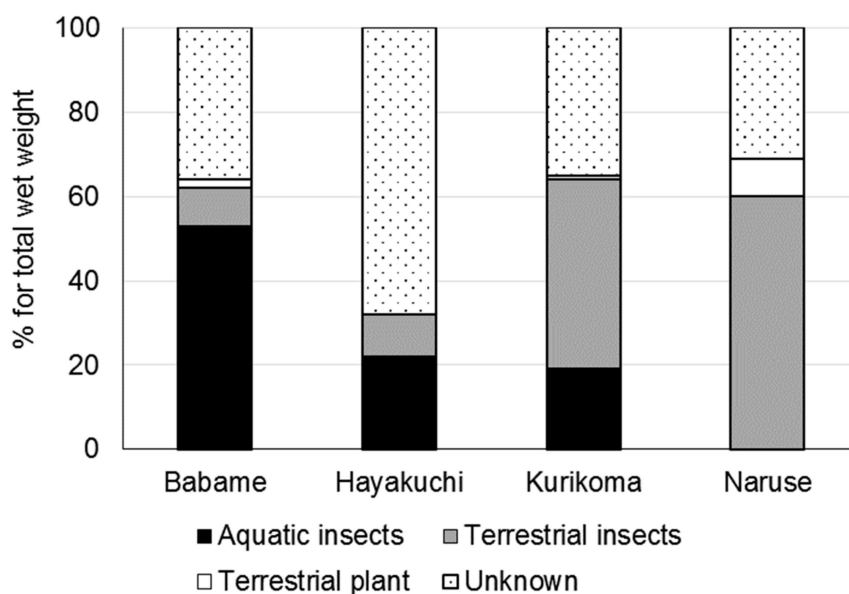 % for total wet weight
100
80
60
40
20
0
Babame Hayakuchi Kurikoma Naruse
Aquatic insects Terrestrial insects
Terrestrial plant Unknown